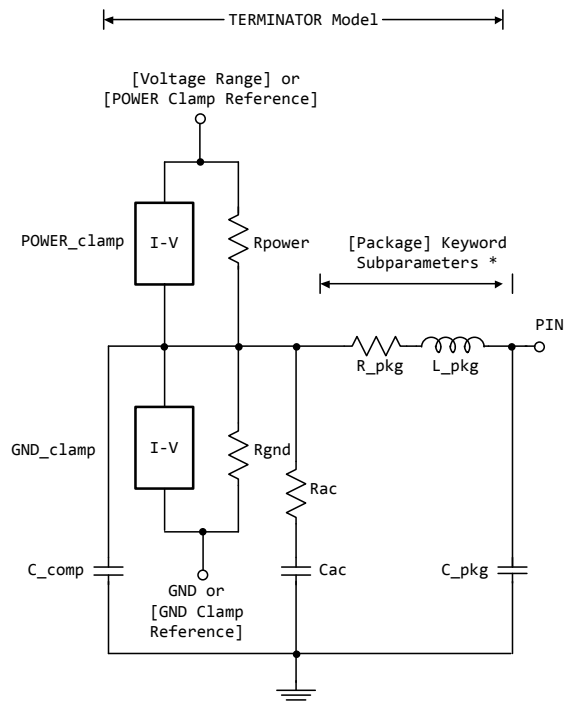 TERMINATOR Model
[Voltage Range] or
[POWER Clamp Reference]
POWER_clamp
I-V
Rpower
[Package] Keyword
Subparameters *
PIN
R_pkg
L_pkg
GND_clamp
I-V
Rgnd
Rac
C_comp
GND or
[GND Clamp
Reference]
Cac
C_pkg